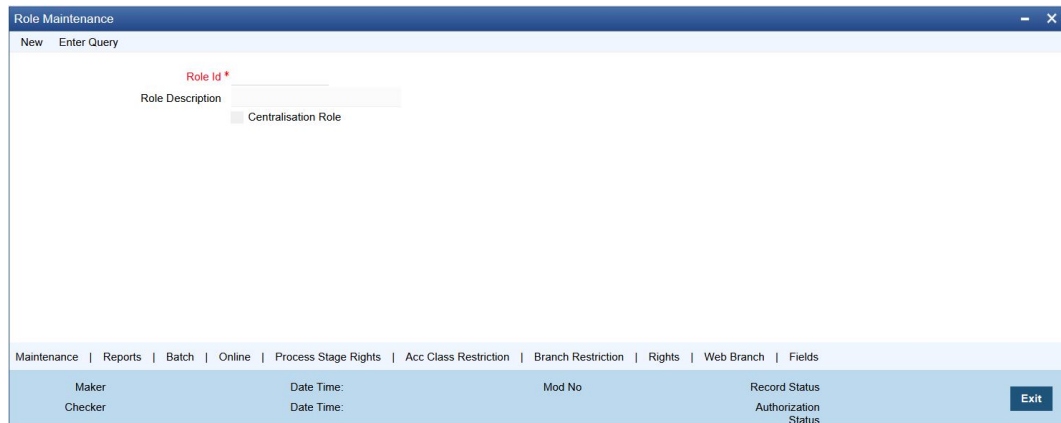 Role Maintenance
New Enter Query
Role Id *
Role Description
Centralisation Role
Maintenance | Reports | Batch | Online | Process Stage Rights | Acc Class Restriction | Branch Restriction | Rights | Web Branch | Fields
Maker Date Time: Mod No Record Status
Checker Date Time: Authorization Status
Exit